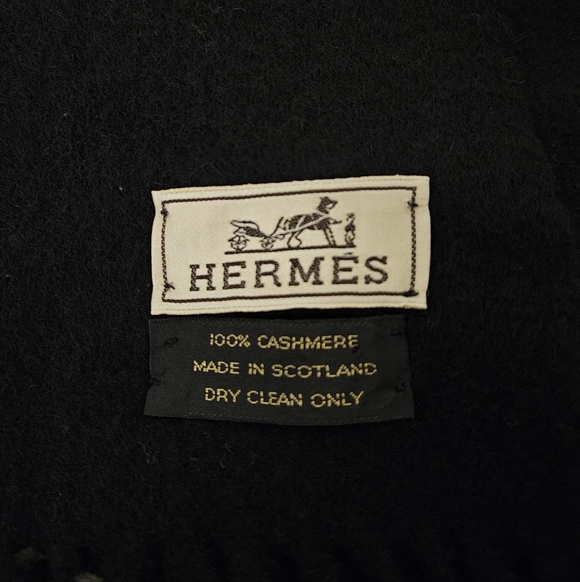 HERMÈS
100% CASHMERE
MADE IN SCOTLAND
DRY CLEAN ONLY